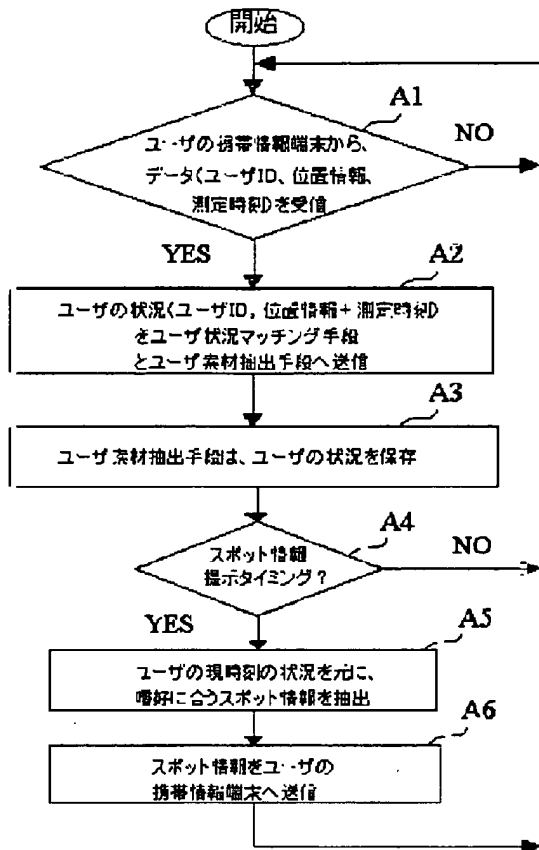 開始
A1
NO
ユーザの携帯情報端末から、
データ(ユーザID、位置情報、
測定時刻)を受信
YES
A2
ユーザの状況(ユーザID, 位置情報+測定時刻)
をユーザ状況マッチング手段
とユーザ素材抽出手段へ送信
A3
ユーザ素材抽出手段は、ユーザの状況を保存
A4
NO
スポット情報
提示タイミング?
YES
A5
ユーザの現時刻の状況を元に、
嗜好に合うスポット情報を抽出
A6
スポット情報をユーザの
携帯情報端末へ送信